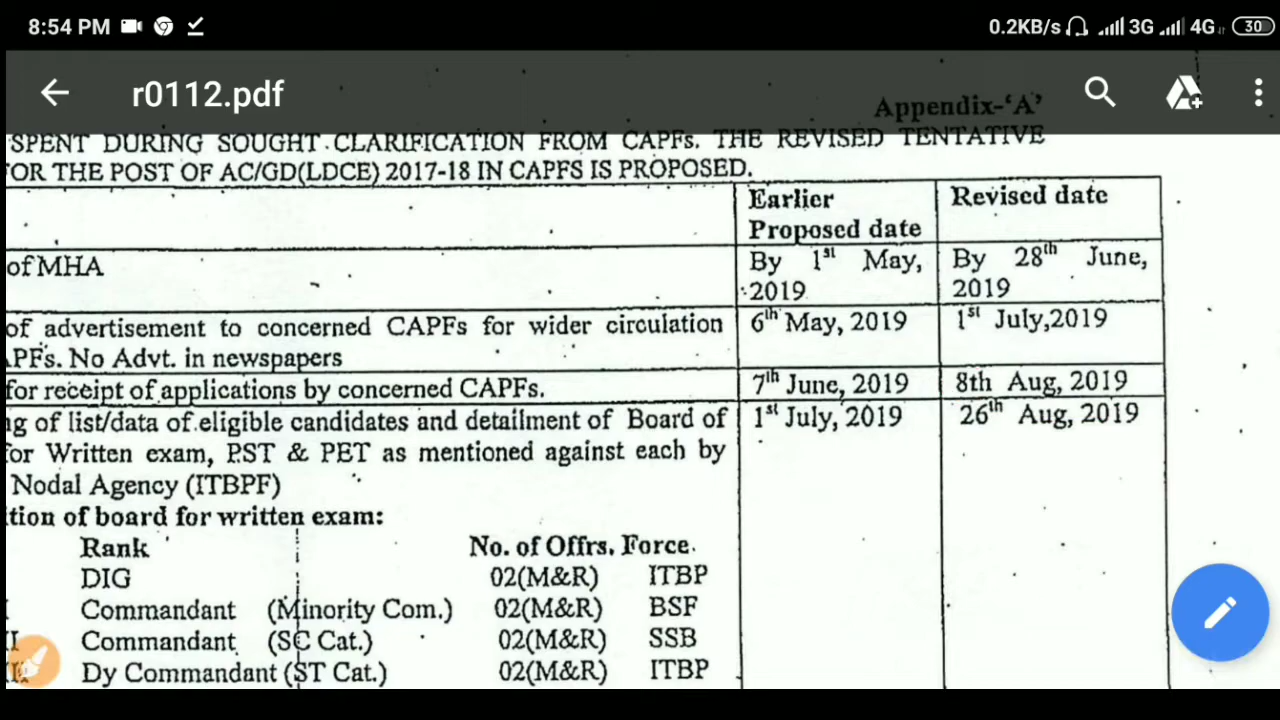 8:54 PM
0.2KB/s 3G 4G 30
r0112.pdf
Appendix-‘A’
SPENT DURING SOUGHT CLARIFICATION FROM CAPFs. THE REVISED TENTATIVE
OR THE POST OF AC/GD(LDCE) 2017-18 IN CAPFS IS PROPOSED.
Earlier Proposed date
Revised date
of MHA
By 1st May, 2019
By 28th June, 2019
of advertisement to concerned CAPFs for wider circulation
PFs. No Advt. in newspapers
6th May, 2019
1st July,2019
for receipt of applications by concerned CAPFs.
7th June, 2019
8th Aug, 2019
g of list/data of eligible candidates and detailment of Board of
or Written exam, PST & PET as mentioned against each by
Nodal Agency (ITBPF)
1st July, 2019
26th Aug, 2019
tion of board for written exam:
Rank No. of Offrs. Force
DIG 02(M&R) ITBP
Commandant (Minority Com.) 02(M&R) BSF
Commandant (SC Cat.) 02(M&R) SSB
Dy Commandant (ST Cat.) 02(M&R) ITBP